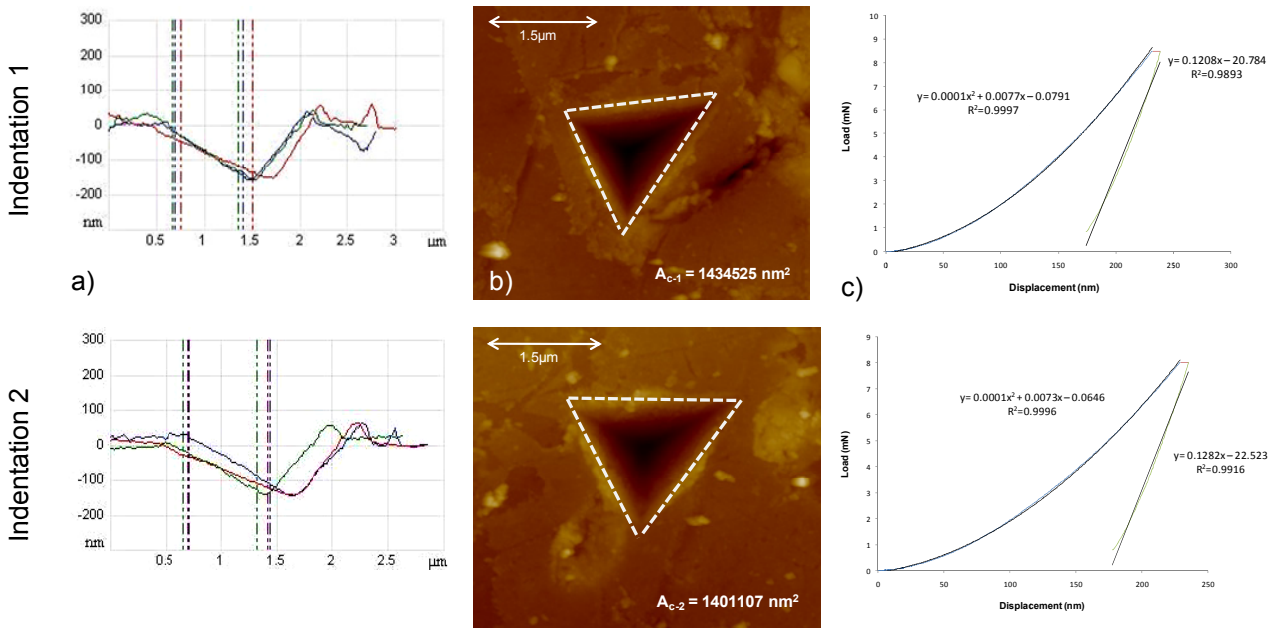 Indentation 1
300
200
100
0
-100
-200
nm
0.5
1
1.5
2
2.5
3
µm
a)
1.5µm
b)
A c-1 = 1434525 nm²
10
9
8
7
6
5
4
3
2
1
0
0
50
100
150
200
250
300
Load (mN)
Displacement (nm)
y= 0.0001x² + 0.0077x – 0.0791
R²=0.9997
y= 0.1208x – 20.784
R²=0.9893
c)
Indentation 2
300
200
100
0
-100
-200
nm
0.5
1
1.5
2
2.5
µm
1.5µm
A c-2 = 1401107 nm²
9
8
7
6
5
4
3
2
1
0
0
50
100
150
200
250
Load (mN)
Displacement (nm)
y= 0.0001x² + 0.0073x – 0.0646
R²=0.9996
y= 0.1282x – 22.523
R²=0.9916